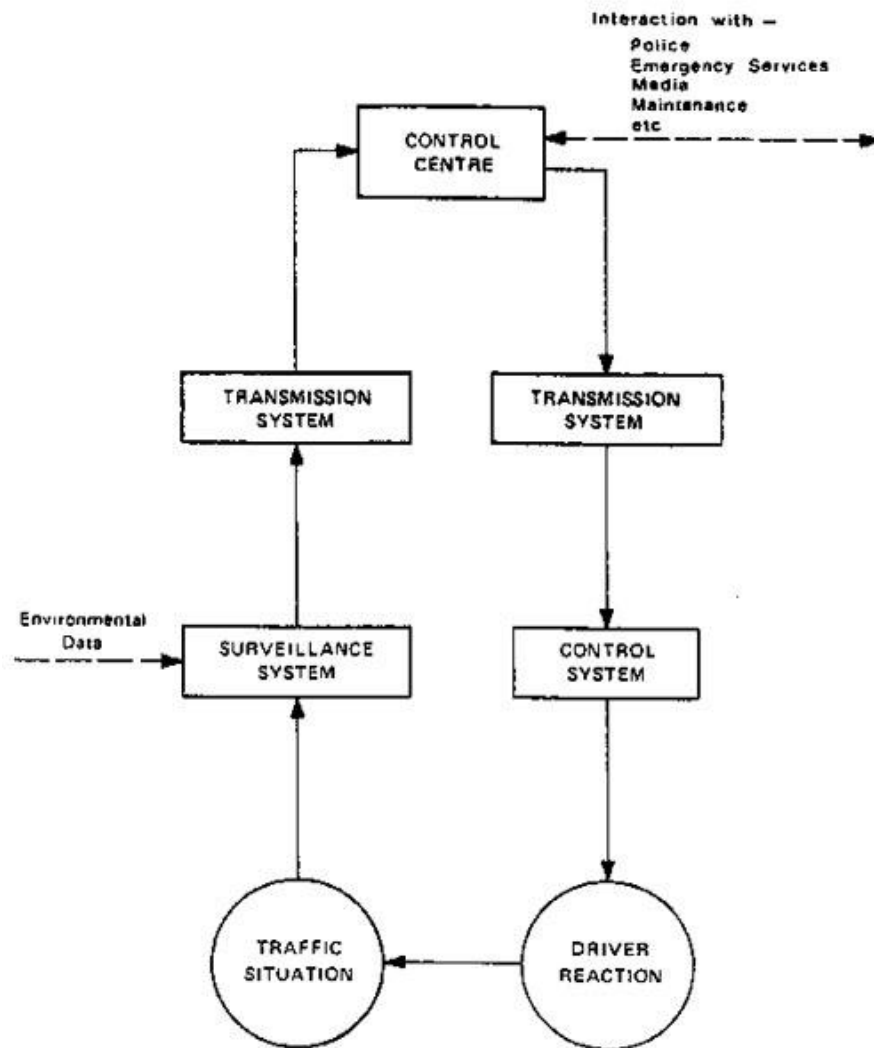 Interaction with –
Police
Emergency Services
Media
Maintenance
etc
CONTROL
CENTRE
TRANSMISSION
SYSTEM
TRANSMISSION
SYSTEM
Environmental
Data
SURVEILLANCE
SYSTEM
CONTROL
SYSTEM
TRAFFIC
SITUATION
DRIVER
REACTION